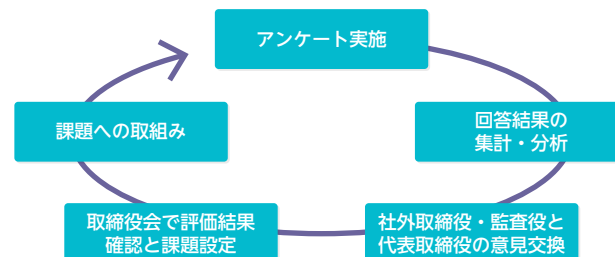 アンケート実施
回答結果の
集計・分析
社外取締役・監査役と
代表取締役の意見交換
取締役会で評価結果
確認と課題設定
課題への取組み